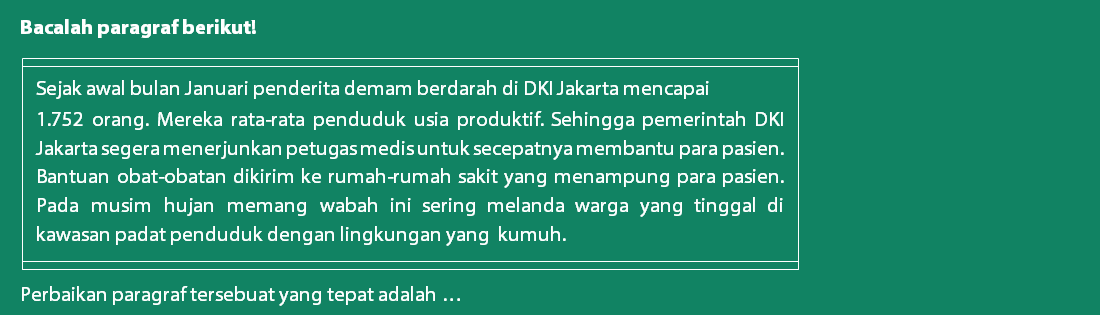 Bacalah paragraf berikut!
Sejak awal bulan Januari penderita demam berdarah di DKI Jakarta mencapai
1.752 orang. Mereka rata-rata penduduk usia produktif. Sehingga pemerintah DKI
Jakarta segera menerjunkan petugas medis untuk secepatnya membantu para pasien.
Bantuan obat-obatan dikirim ke rumah-rumah sakit yang menampung para pasien.
Pada musim hujan memang wabah ini sering melanda warga yang tinggal di
kawasan padat penduduk dengan lingkungan yang kumuh.
Perbaikan paragraf tersebuat yang tepat adalah ...